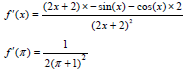 f′(x) = (2x + 2) × − sin(x) − cos(x) × 2 / (2x + 2)²
f′(π) = 1 / 2(π + 1)²